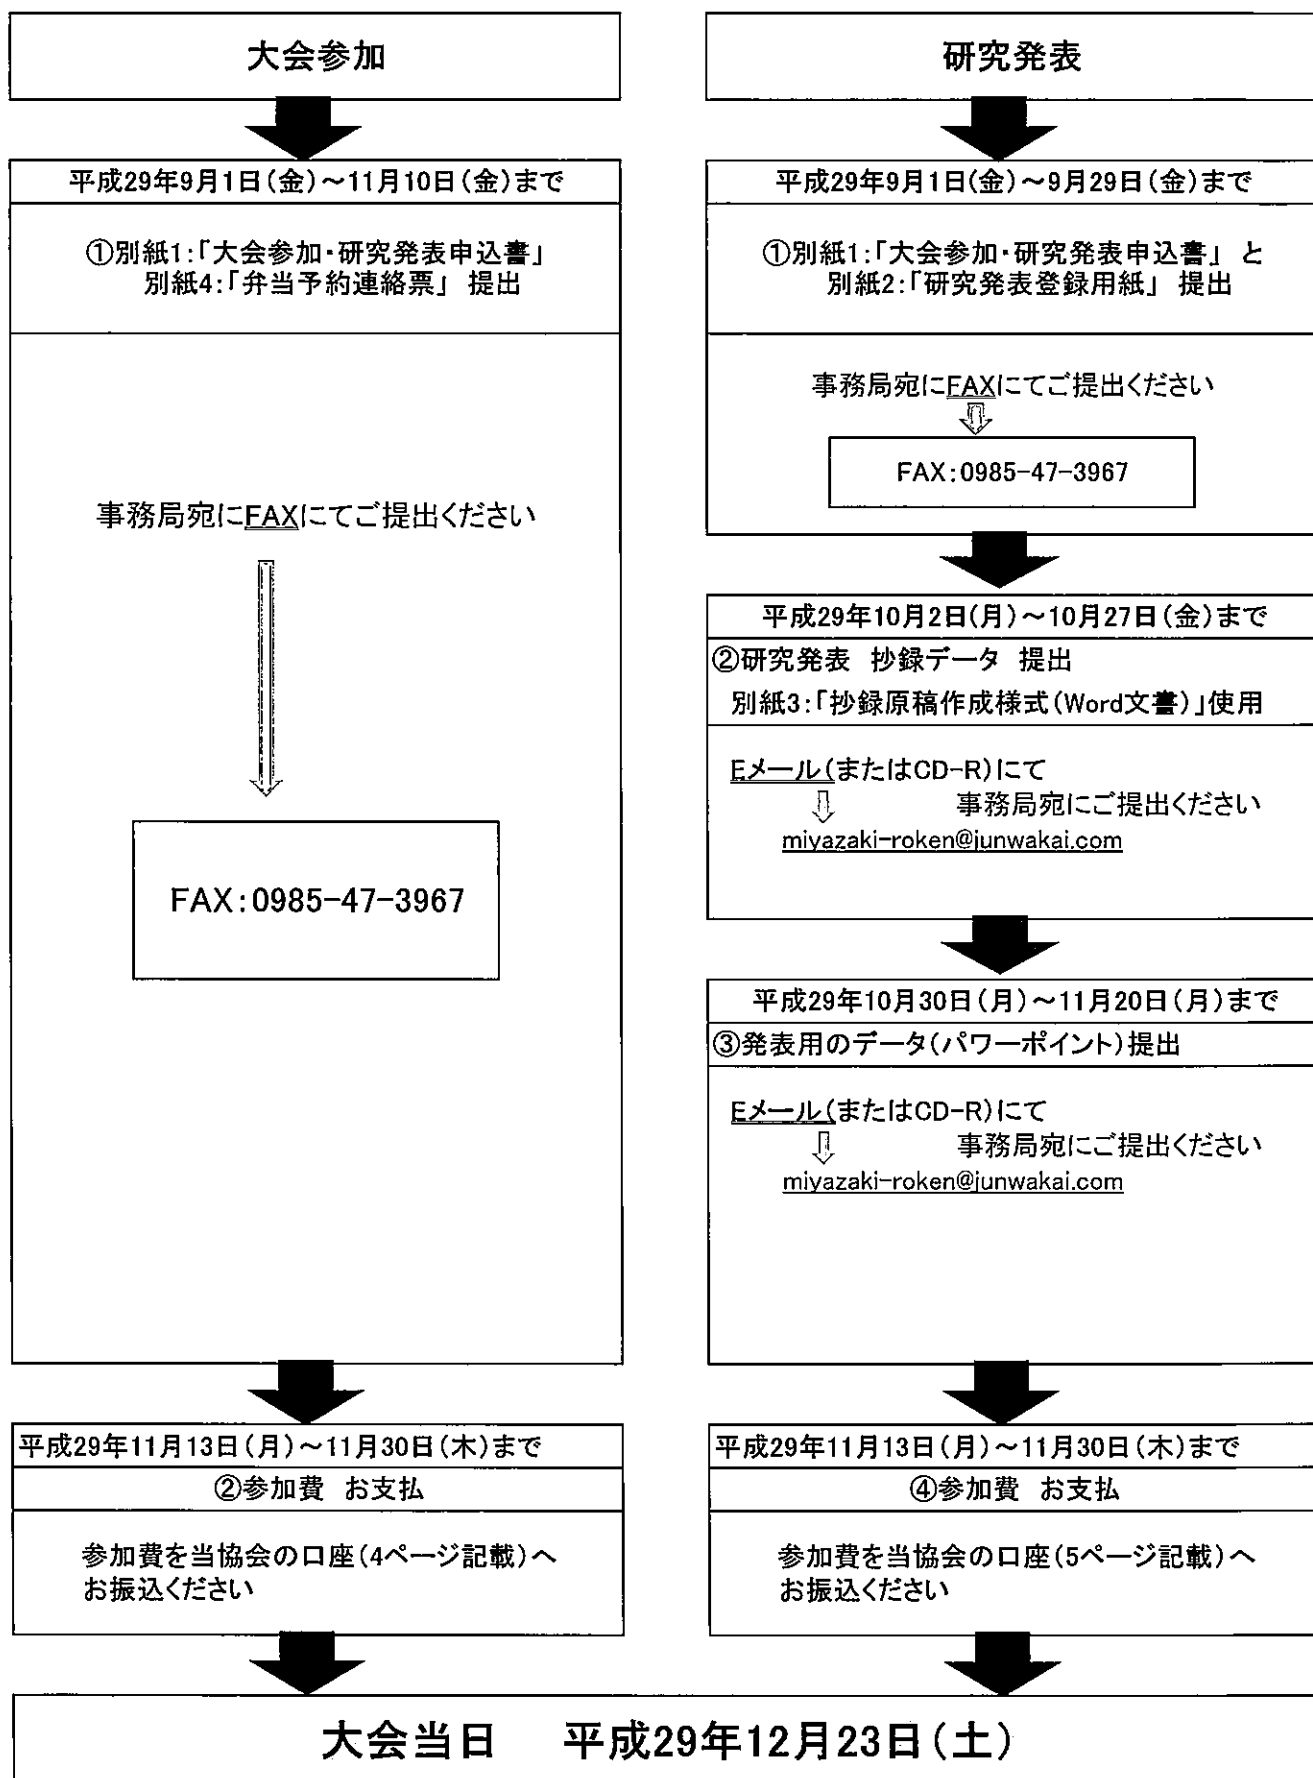 大会参加
平成29年9月1日(金)～11月10日(金)まで
①別紙1:「大会参加・研究発表申込書」
別紙4:「弁当予約連絡票」 提出
事務局宛にFAXにてご提出ください
FAX:0985-47-3967
平成29年11月13日(月)～11月30日(木)まで
②参加費 お支払
参加費を当協会の口座(4ページ記載)へ
お振込ください
研究発表
平成29年9月1日(金)～9月29日(金)まで
①別紙1:「大会参加・研究発表申込書」 と
別紙2:「研究発表登録用紙」 提出
事務局宛にFAXにてご提出ください
FAX:0985-47-3967
平成29年10月2日(月)～10月27日(金)まで
②研究発表 抄録データ 提出
別紙3:「抄録原稿作成様式(Word文書)」使用
Eメール(またはCD-R)にて
事務局宛にご提出ください
miyazaki-roken@junwakai.com
平成29年10月30日(月)～11月20日(月)まで
③発表用のデータ(パワーポイント)提出
Eメール(またはCD-R)にて
事務局宛にご提出ください
miyazaki-roken@junwakai.com
平成29年11月13日(月)～11月30日(木)まで
④参加費 お支払
参加費を当協会の口座(5ページ記載)へ
お振込ください
大会当日 平成29年12月23日(土)